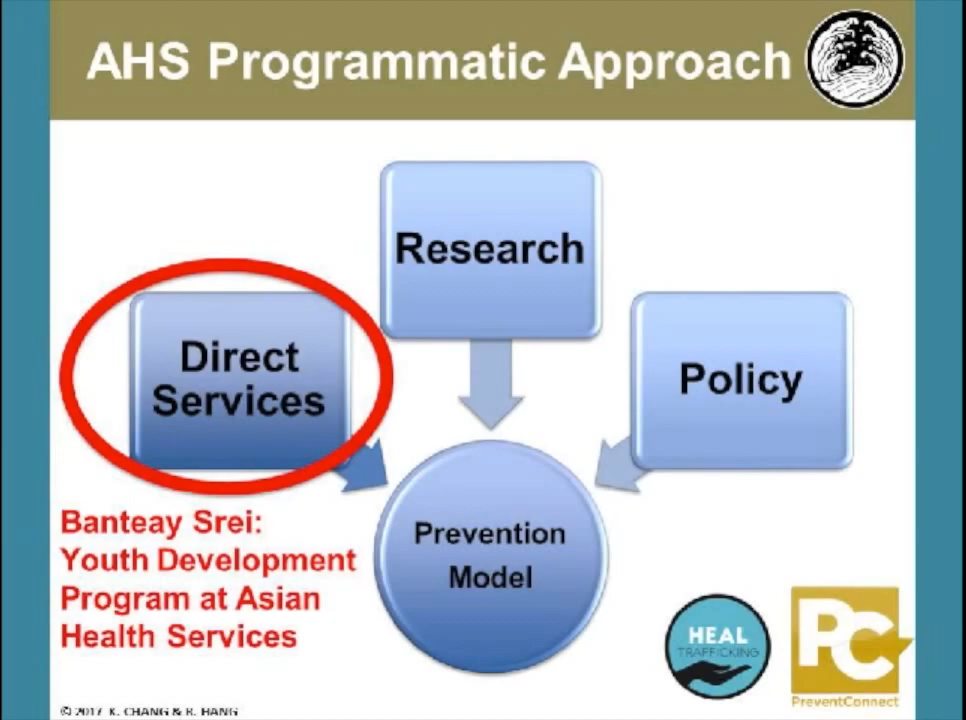 AHS Programmatic Approach
Research
Direct
Services
Policy
Prevention
Model
Banteay Srei:
Youth Development
Program at Asian
Health Services
HEAL
TRAFFICKING
PC
PreventConnect
© 2017 K. CHANG & R. HANG